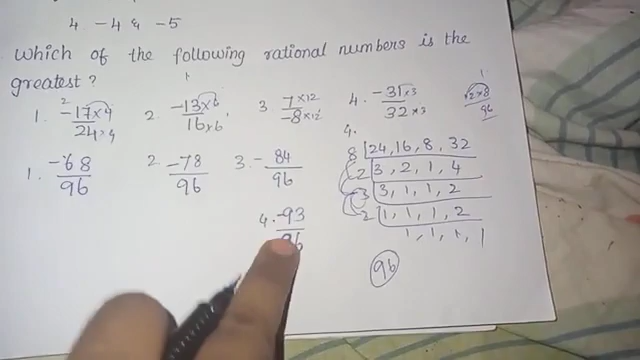 4. -4 & -5
Which of the following rational numbers is the
greatest?
1. -17×4/24×4 2. -13×6/16×6 3. 7×12/-8×12 4. -31×3/32×3
12×8
96
1. -68/96 2. -78/96 3. -84/96
4. -93/96
8 | 24, 16, 8, 32
2 | 3, 2, 1, 4
3 | 3, 1, 1, 2
2 | 1, 1, 1, 2
1, 1, 1, 1
96